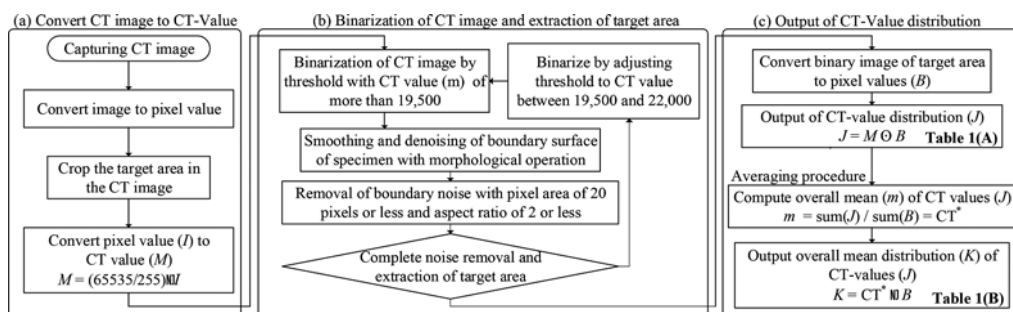 (a) Convert CT image to CT-Value
Capturing CT image
Convert image to pixel value
Crop the target area in
the CT image
Convert pixel value (I) to
CT value (M)
M = (65535/255) I
(b) Binarization of CT image and extraction of target area
Binarization of CT image by
threshold with CT value (m) of
more than 19,500
Binarize by adjusting
threshold to CT value
between 19,500 and 22,000
Smoothing and denoising of boundary surface
of specimen with morphological operation
Removal of boundary noise with pixel area of 20
pixels or less and aspect ratio of 2 or less
Complete noise removal and
extraction of target area
(c) Output of CT-Value distribution
Convert binary image of target area
to pixel values (B)
Output of CT-value distribution (J)
J = M ⊙ B Table 1(A)
Averaging procedure
Compute overall mean (m) of CT values (J)
m = sum(J) / sum(B) = CT*
Output overall mean distribution (K) of
CT-values (J)
K = CT* B Table 1(B)